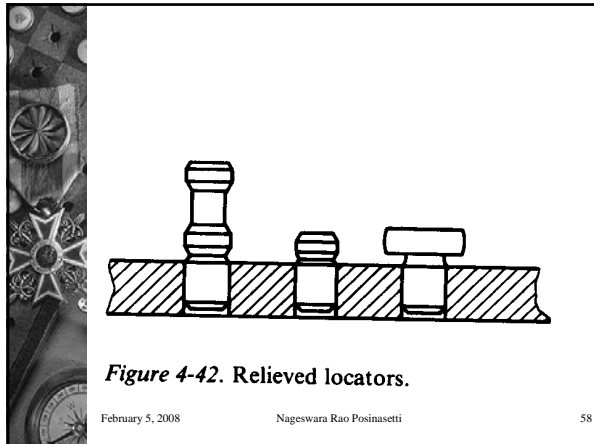 Figure 4-42. Relieved locators.
February 5, 2008 Nageswara Rao Posinasetti 58